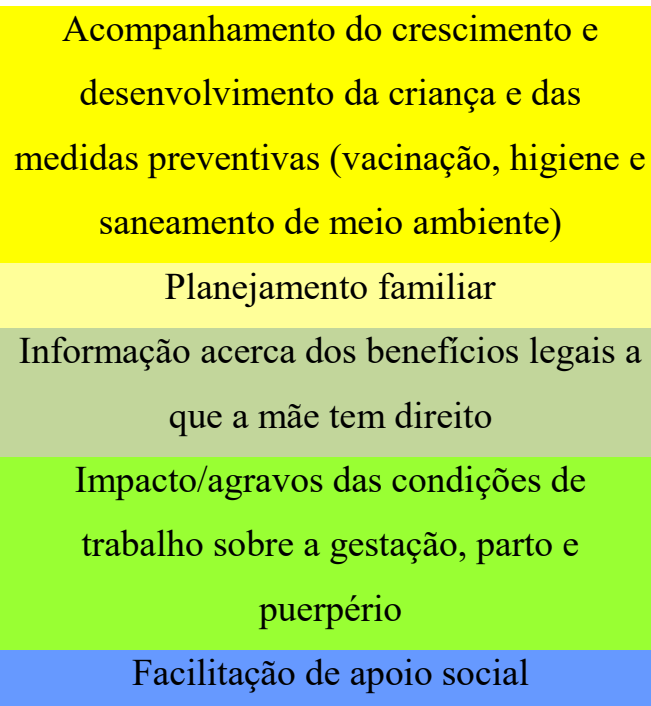 Acompanhamento do crescimento e
desenvolvimento da criança e das
medidas preventivas (vacinação, higiene e
saneamento de meio ambiente)
Planejamento familiar
Informação acerca dos benefícios legais a
que a mãe tem direito
Impacto/agravos das condições de
trabalho sobre a gestação, parto e
puerpério
Facilitação de apoio social